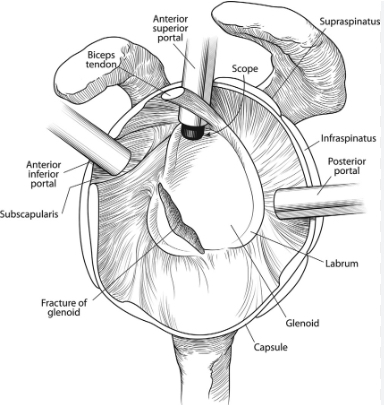 Anterior
superior
portal
Supraspinatus
Biceps
tendon
Scope
Infraspinatus
Posterior
portal
Anterior
inferior
portal
Subscapularis
Labrum
Fracture of
glenoid
Glenoid
Capsule